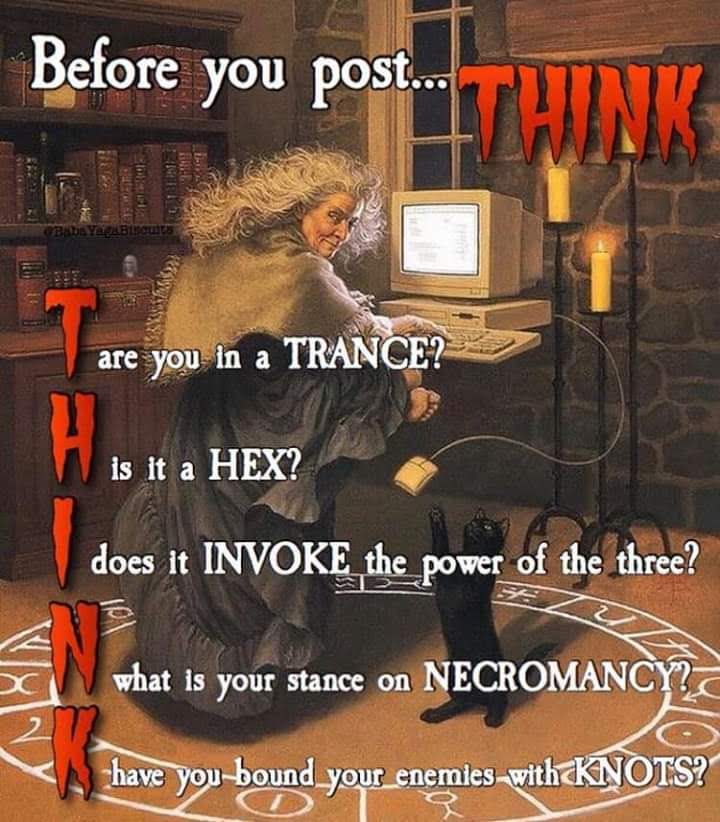 Before you post... THINK
@BabaYagaBiscuits
T are you in a TRANCE?
H is it a HEX?
I does it INVOKE the power of the three?
N what is your stance on NECROMANCY?
K have you bound your enemies with KNOTS?